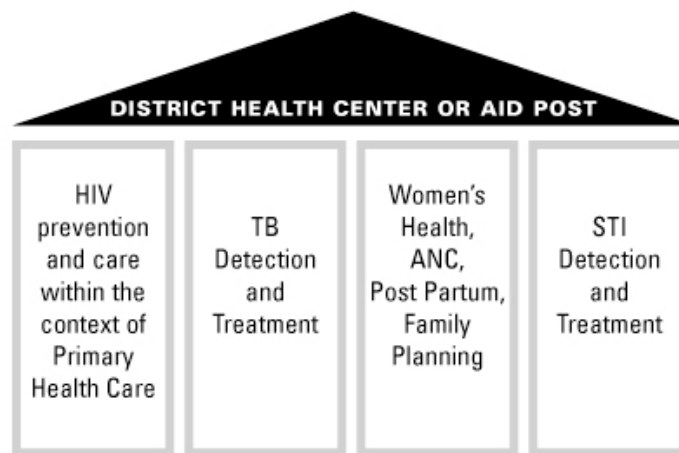 DISTRICT HEALTH CENTER OR AID POST
HIV
prevention
and care
within the
context of
Primary
Health Care
TB
Detection
and
Treatment
Women's
Health,
ANC,
Post Partum,
Family
Planning
STI
Detection
and
Treatment